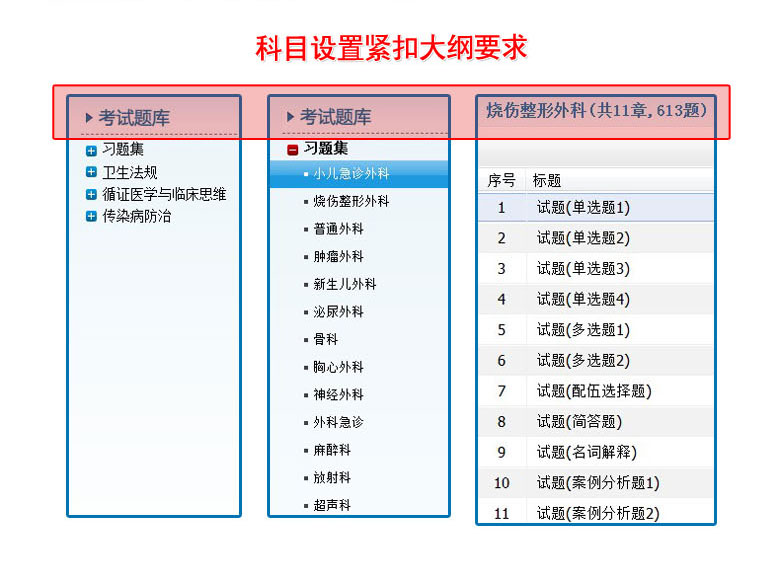 科目设置紧扣大纲要求
考试题库
习题集
卫生法规
循证医学与临床思维
传染病防治
考试题库
习题集
小儿急诊外科
烧伤整形外科
普通外科
肿瘤外科
新生儿外科
泌尿外科
骨科
胸心外科
神经外科
外科急诊
麻醉科
放射科
超声科
烧伤整形外科(共11章,613题)
序号 标题
1 试题(单选题1)
2 试题(单选题2)
3 试题(单选题3)
4 试题(单选题4)
5 试题(多选题1)
6 试题(多选题2)
7 试题(配伍选择题)
8 试题(简答题)
9 试题(名词解释)
10 试题(案例分析题1)
11 试题(案例分析题2)